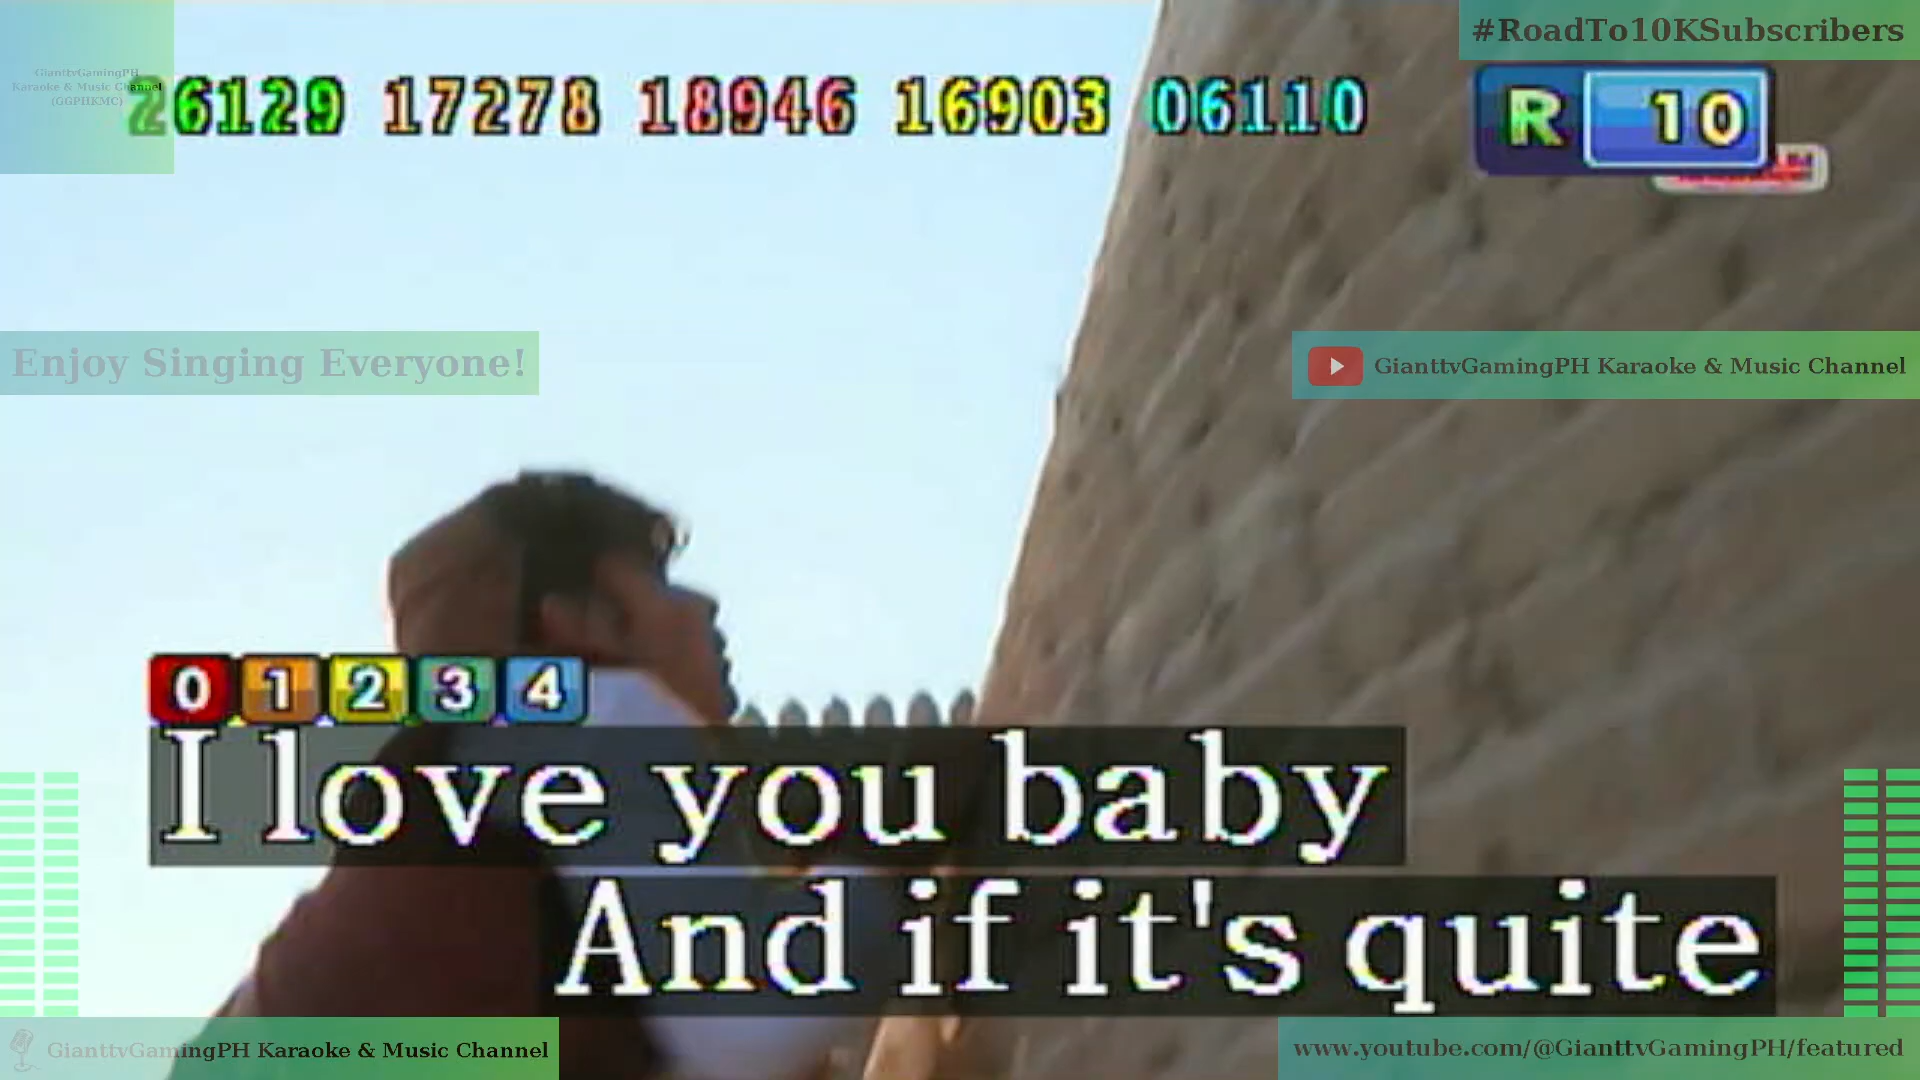 #RoadTo10KSubscribers
GianttvGamingPH
Karaoke & Music Channel
(GGPHKMC)
26129 17278 18946 16903 06110
R 10
Enjoy Singing Everyone!
GianttvGamingPH Karaoke & Music Channel
0 1 2 3 4
I love you baby
And if it's quite
GianttvGamingPH Karaoke & Music Channel
www.youtube.com/@GianttvGamingPH/featured